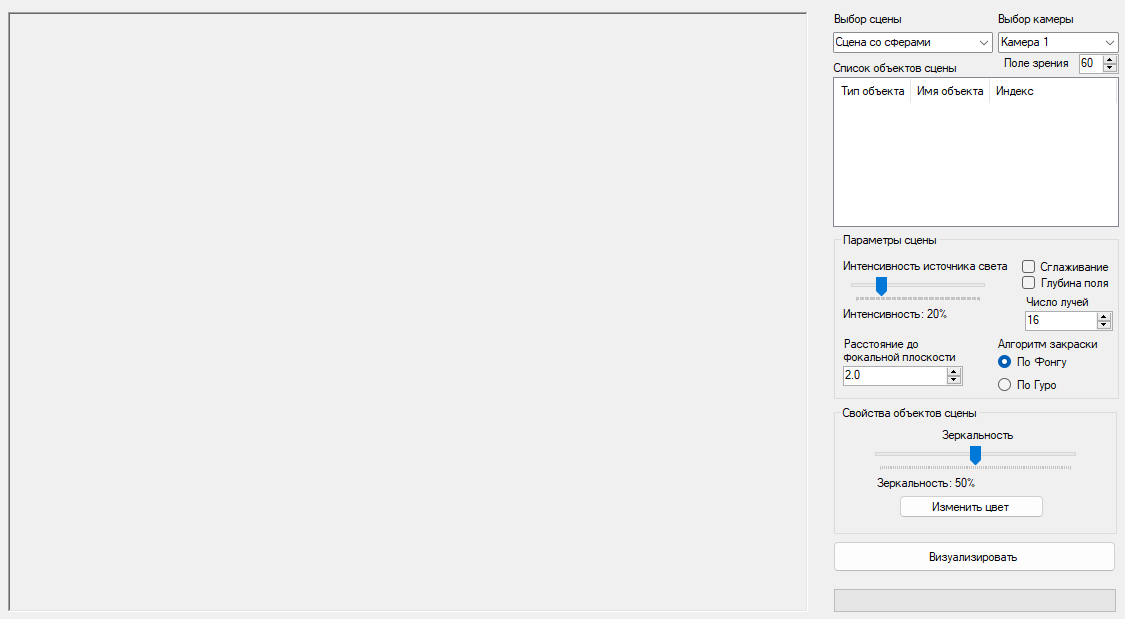 Выбор сцены
Выбор камеры
Сцена со сферами
Камера 1
Поле зрения
60
Список объектов сцены
Тип объекта
Имя объекта
Индекс
Параметры сцены
Интенсивность источника света
Сглаживание
Глубина поля
Число лучей
Интенсивность: 20%
16
Расстояние до
фокальной плоскости
2.0
Алгоритм закраски
По Фонгу
По Гуро
Свойства объектов сцены
Зеркальность
Зеркальность: 50%
Изменить цвет
Визуализировать